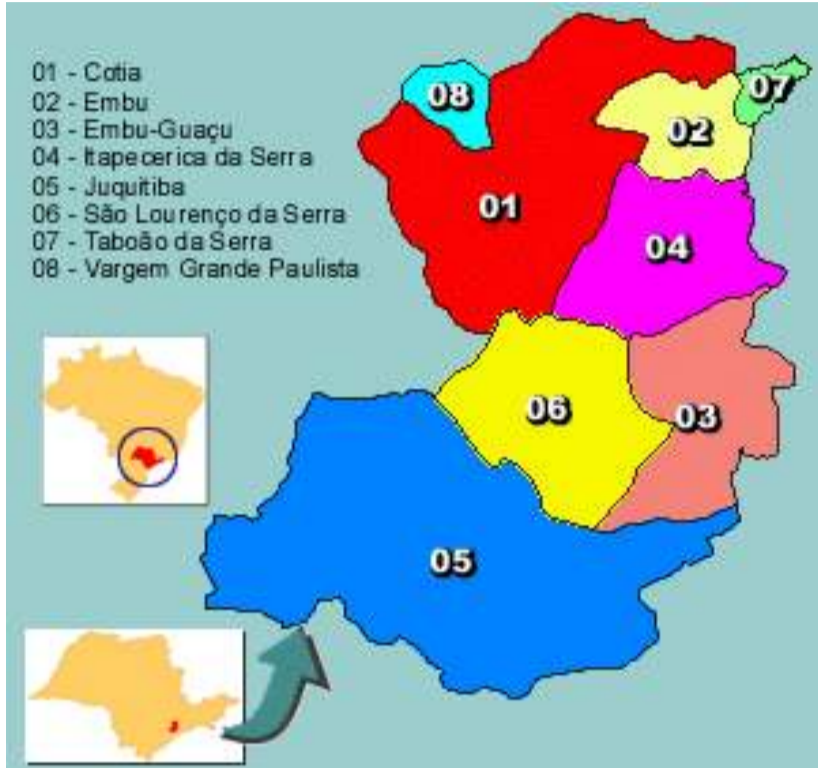 01 - Cotia
02 - Embu
03 - Embu-Guaçu
04 - Itapecerica da Serra
05 - Juquitiba
06 - São Lourenço da Serra
07 - Taboão da Serra
08 - Vargem Grande Paulista
08
07
02
01
04
06
03
05